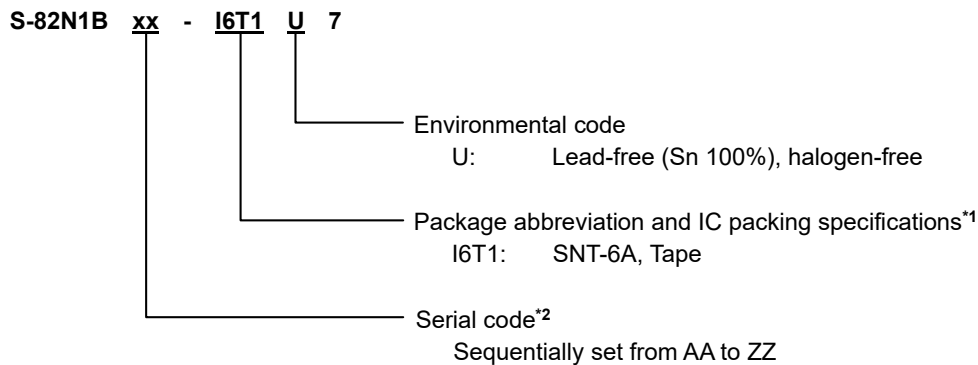 S-82N1B xx - I6T1 U 7
Environmental code
U: Lead-free (Sn 100%), halogen-free
Package abbreviation and IC packing specifications*1
I6T1: SNT-6A, Tape
Serial code*2
Sequentially set from AA to ZZ